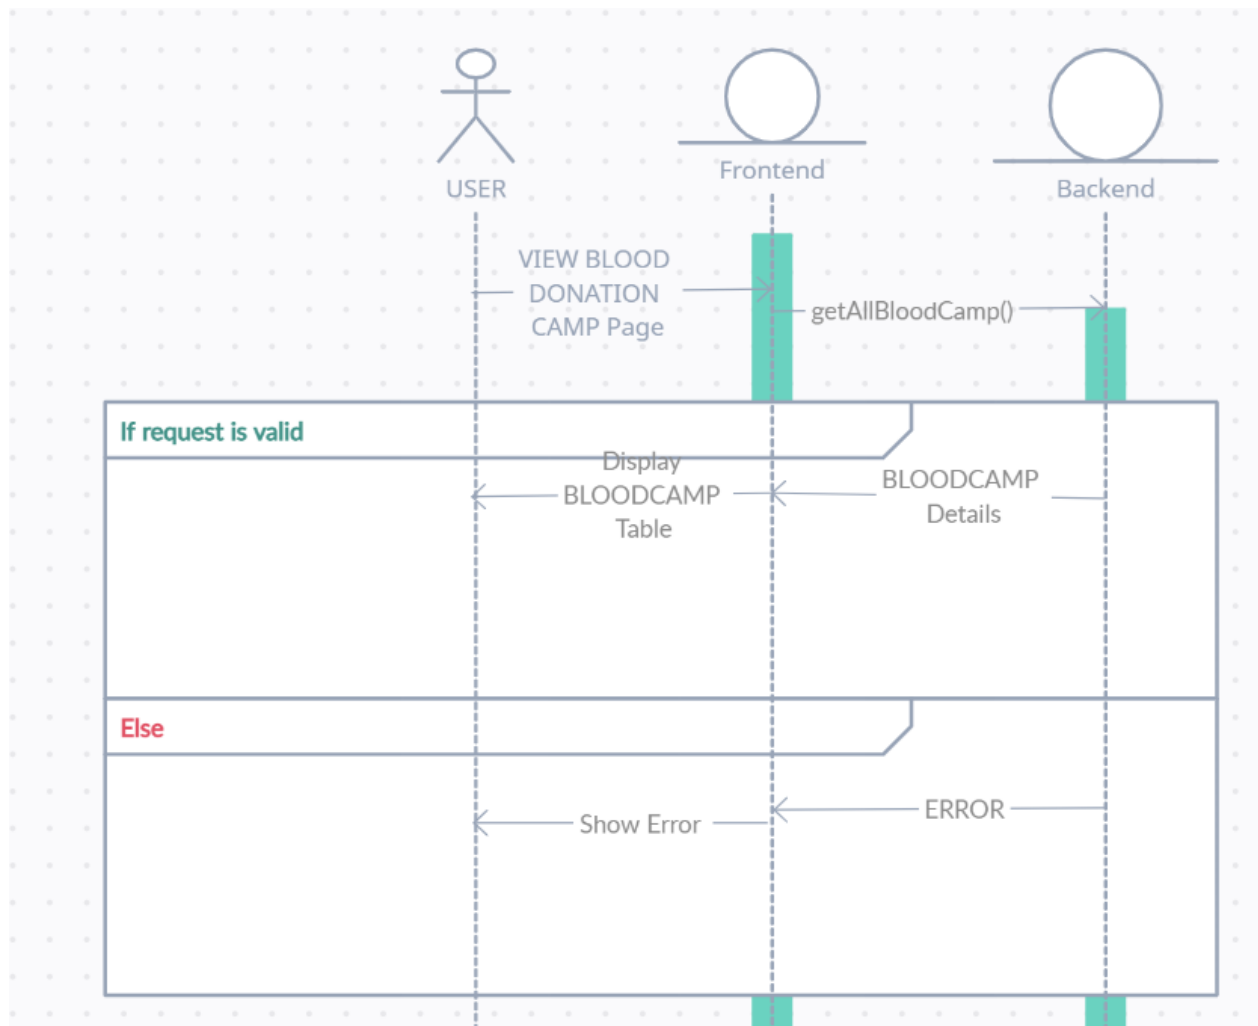 USER
Frontend
Backend
VIEW BLOOD
DONATION
CAMP Page
getAllBloodCamp()
If request is valid
Display
BLOODCAMP
Table
BLOODCAMP
Details
Else
Show Error
ERROR